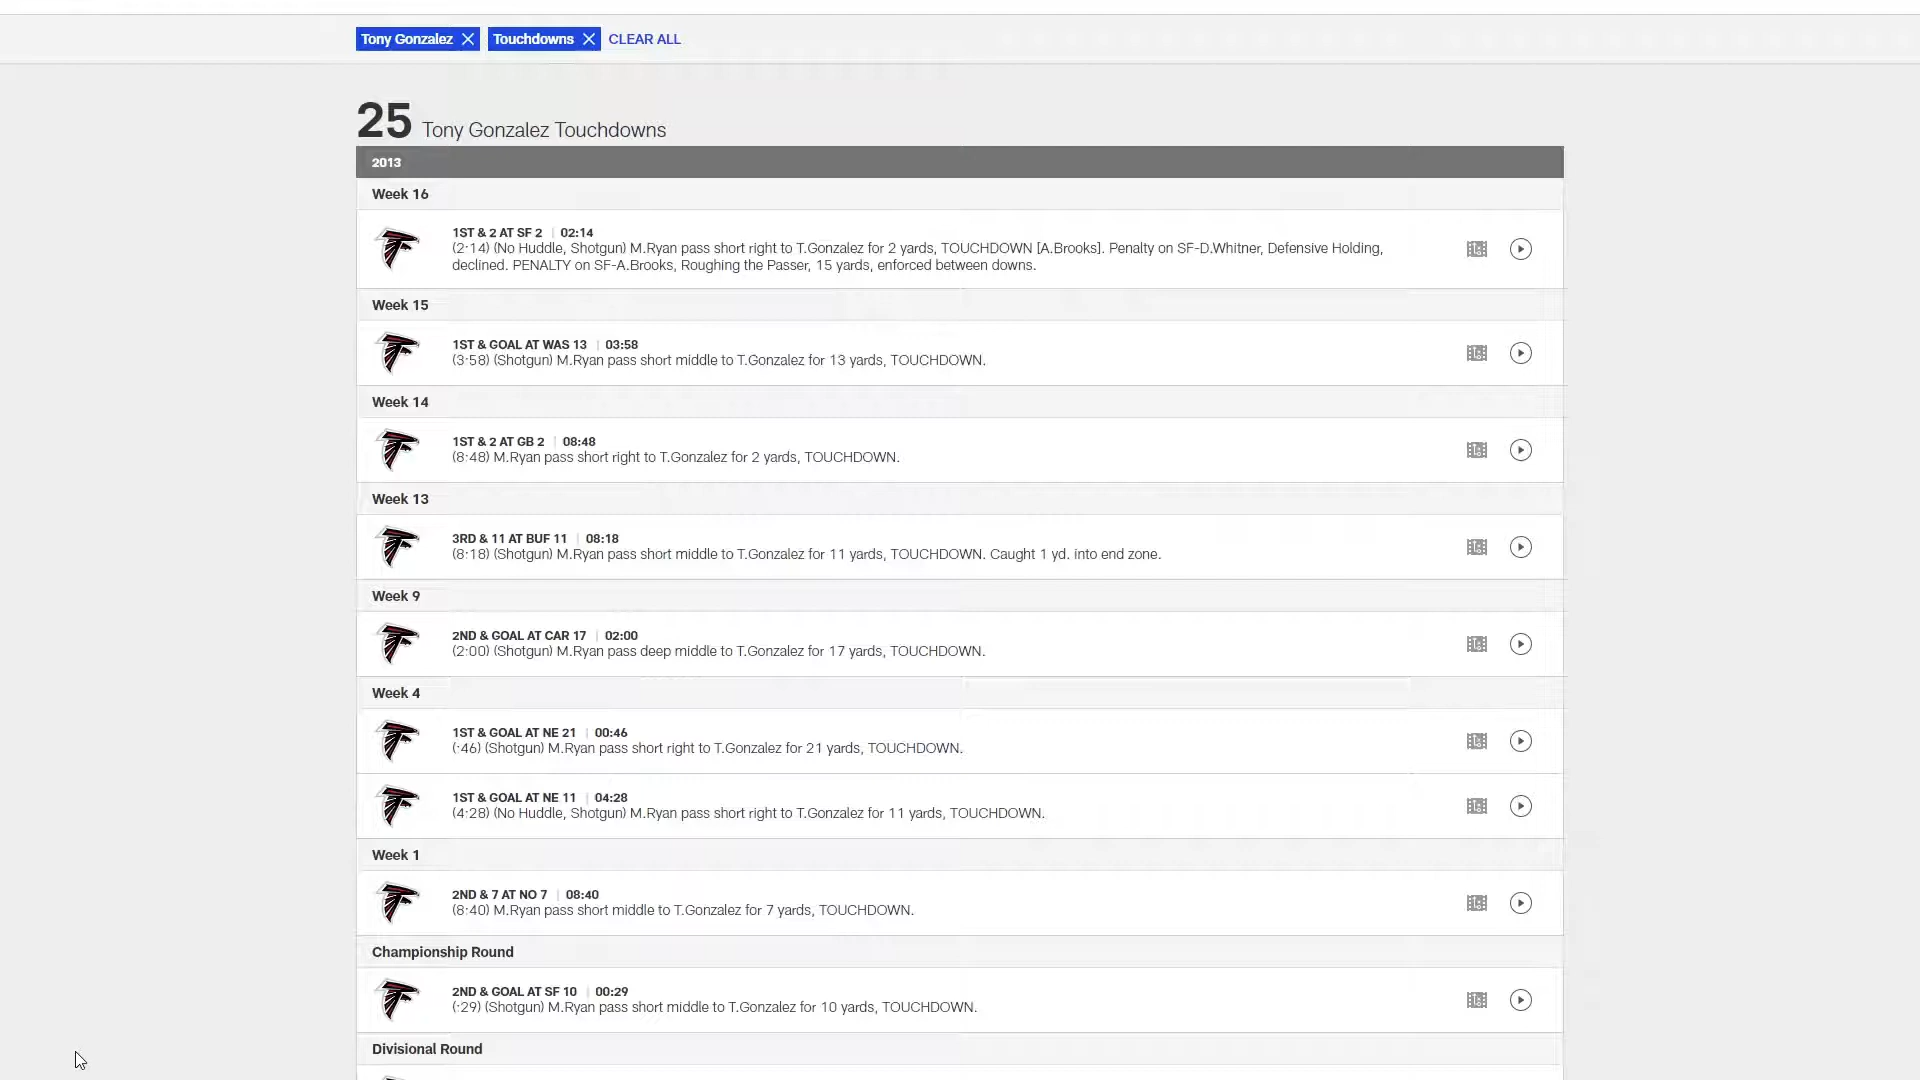 Tony Gonzalez Touchdowns CLEAR ALL
25 Tony Gonzalez Touchdowns
2013
Week 16
1ST & 2 AT SF 2 | 02:14
(2:14) (No Huddle, Shotgun) M.Ryan pass short right to T.Gonzalez for 2 yards, TOUCHDOWN [A.Brooks]. Penalty on SF-D.Whitner, Defensive Holding,
declined. PENALTY on SF-A.Brooks, Roughing the Passer, 15 yards, enforced between downs.
Week 15
1ST & GOAL AT WAS 13 | 03:58
(3:58) (Shotgun) M.Ryan pass short middle to T.Gonzalez for 13 yards, TOUCHDOWN.
Week 14
1ST & 2 AT GB 2 | 08:48
(8:48) M.Ryan pass short right to T.Gonzalez for 2 yards, TOUCHDOWN.
Week 13
3RD & 11 AT BUF 11 | 08:18
(8:18) (Shotgun) M.Ryan pass short middle to T.Gonzalez for 11 yards, TOUCHDOWN. Caught 1 yd. into end zone.
Week 9
2ND & GOAL AT CAR 17 | 02:00
(2:00) (Shotgun) M.Ryan pass deep middle to T.Gonzalez for 17 yards, TOUCHDOWN.
Week 4
1ST & GOAL AT NE 21 | 00:46
(:46) (Shotgun) M.Ryan pass short right to T.Gonzalez for 21 yards, TOUCHDOWN.
1ST & GOAL AT NE 11 | 04:28
(4:28) (No Huddle, Shotgun) M.Ryan pass short right to T.Gonzalez for 11 yards, TOUCHDOWN.
Week 1
2ND & 7 AT NO 7 | 08:40
(8:40) M.Ryan pass short middle to T.Gonzalez for 7 yards, TOUCHDOWN.
Championship Round
2ND & GOAL AT SF 10 | 00:29
(:29) (Shotgun) M.Ryan pass short middle to T.Gonzalez for 10 yards, TOUCHDOWN.
Divisional Round